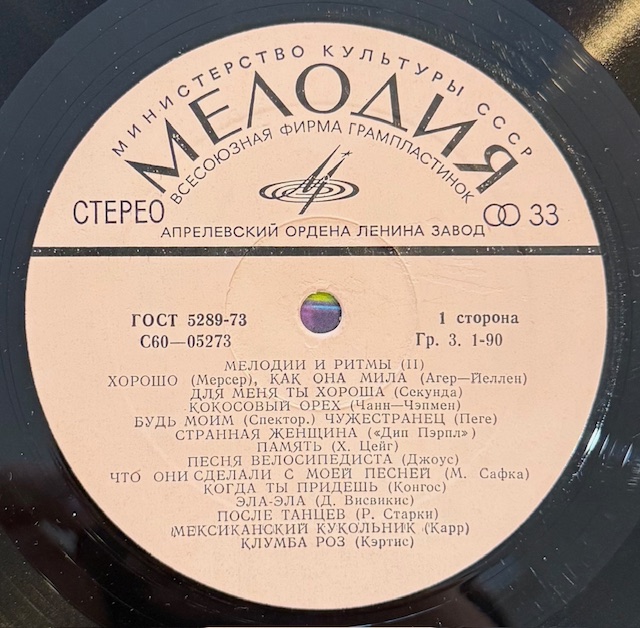 МИНИСТЕРСТВО КУЛЬТУРЫ СССР
МЕЛОДИЯ
ВСЕСОЮЗНАЯ ФИРМА ГРАМПЛАСТИНОК
СТЕРЕО
33
АПРЕЛЕВСКИЙ ОРДЕНА ЛЕНИНА ЗАВОД
ГОСТ 5289-73
1 сторона
С60—05273
Гр. 3. 1-90
МЕЛОДИИ И РИТМЫ (II)
ХОРОШО (Мерсер), КАК ОНА МИЛА (Агер—Йеллен)
ДЛЯ МЕНЯ ТЫ ХОРОША (Секунда)
КОКОСОВЫЙ ОРЕХ (Чанн—Чэпмен)
БУДЬ МОИМ (Спектор.) ЧУЖЕСТРАНЕЦ (Пеге)
СТРАННАЯ ЖЕНЩИНА («Дип Пэрпл»)
ПАМЯТЬ (Х. Цейг)
ПЕСНЯ ВЕЛОСИПЕДИСТА (Джоус)
ЧТО ОНИ СДЕЛАЛИ С МОЕЙ ПЕСНЕЙ (М. Сафка)
КОГДА ТЫ ПРИДЕШЬ (Конгос)
ЭЛА-ЭЛА (Д. Висвикис)
ПОСЛЕ ТАНЦЕВ (Р. Старки)
МЕКСИКАНСКИЙ КУКОЛЬНИК (Карр)
КЛУМБА РОЗ (Кэртис)